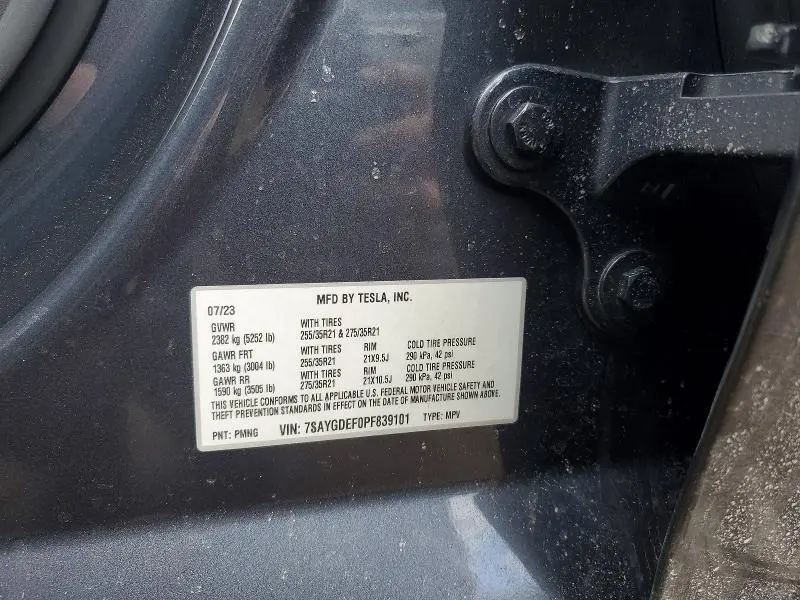 MFD BY TESLA, INC.
07/23
GVWR WITH TIRES
2382 kg (5252 lb) 255/35R21 & 275/35R21
GAWR FRT WITH TIRES RIM COLD TIRE PRESSURE
1363 kg (3004 lb) 255/35R21 21X9.5J 290 kPa, 42 psi
GAWR RR WITH TIRES RIM COLD TIRE PRESSURE
1590 kg (3505 lb) 275/35R21 21X10.5J 290 kPa, 42 psi
THIS VEHICLE CONFORMS TO ALL APPLICABLE U.S. FEDERAL MOTOR VEHICLE SAFETY AND
THEFT PREVENTION STANDARDS IN EFFECT ON THE DATE OF MANUFACTURE SHOWN ABOVE.
PNT: PMNG VIN: 7SAYGDEF0PF839101 TYPE: MPV